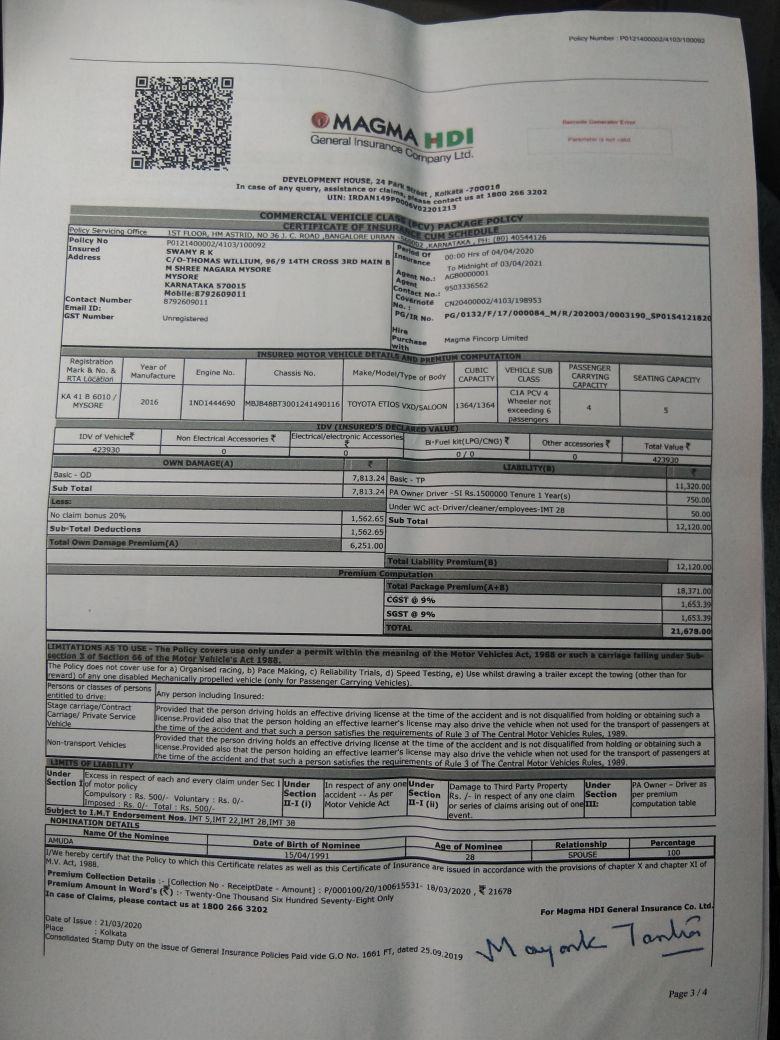 Policy Number : P0121400002/4103/100092
MAGMA HDI
General Insurance Company Ltd.
Barcode Generator Error
Parameter is not valid
DEVELOPMENT HOUSE, 24 Park Street, Kolkata -700016
In case of any query, assistance or claims, please contact us at 1800 266 3202
UIN: IRDAN149P0006V02201213
COMMERCIAL VEHICLE CLASS (PCV) PACKAGE POLICY
CERTIFICATE OF INSURANCE CUM SCHEDULE
Policy Servicing Office 1ST FLOOR, HM ASTRID, NO 36 J. C. ROAD ,BANGALORE URBAN -560002 ,KARNATAKA , PH: (80) 40544126
Policy No P0121400002/4103/100092
Insured SWAMY R K
Address C/O-THOMAS WILLIUM, 96/9 14TH CROSS 3RD MAIN B
M SHREE NAGARA MYSORE
MYSORE
KARNATAKA 570015
Mobile:8792609011
Contact Number 8792609011
Email ID:
GST Number Unregistered
Period Of Insurance 00:00 Hrs of 04/04/2020
To Midnight of 03/04/2021
Agent No.: AGB0000001
Agent Contact No.: 9503336562
Covernote No. : CN20400002/4103/198953
PG/IR No. PG/0132/F/17/000084_M/R/202003/0003190_SP0154121820
Hire Purchase with Magma Fincorp Limited
INSURED MOTOR VEHICLE DETAILS AND PREMIUM COMPUTATION
Registration Mark & No. & RTA Location Year of Manufacture Engine No. Chassis No. Make/Model/Type of Body CUBIC CAPACITY VEHICLE SUB CLASS PASSENGER CARRYING CAPACITY SEATING CAPACITY
KA 41 B 6010 / MYSORE 2016 1ND1444690 MBJB48BT3001241490116 TOYOTA ETIOS VXD/SALOON 1364/1364 C1A PCV 4 Wheeler not exceeding 6 passengers 4 5
IDV (INSURED'S DECLARED VALUE)
IDV of Vehicle₹ Non Electrical Accessories ₹ Electrical/electronic Accessories ₹ Bi-Fuel kit(LPG/CNG) ₹ Other accessories ₹ Total Value ₹
423930 0 0 0 / 0 0 423930
OWN DAMAGE(A) ₹ LIABILITY(B) ₹
Basic - OD 7,813.24 Basic - TP 11,320.00
Sub Total 7,813.24 PA Owner Driver -SI Rs.1500000 Tenure 1 Year(s) 750.00
Less: Under WC act-Driver/cleaner/employees-IMT 28 50.00
No claim bonus 20% 1,562.65 Sub Total 12,120.00
Sub-Total Deductions 1,562.65
Total Own Damage Premium(A) 6,251.00
Total Liability Premium(B) 12,120.00
Premium Computation
Total Package Premium(A+B) 18,371.00
CGST @ 9% 1,653.39
SGST @ 9% 1,653.39
TOTAL 21,678.00
LIMITATIONS AS TO USE - The Policy covers use only under a permit within the meaning of the Motor Vehicles Act, 1988 or such a carriage falling under Sub-
section 3 of Section 66 of the Motor Vehicle's Act 1988.
The Policy does not cover use for a) Organised racing, b) Pace Making, c) Reliability Trials, d) Speed Testing, e) Use whilst drawing a trailer except the towing (other than for
reward) of any one disabled Mechanically propelled vehicle (only for Passenger Carrying Vehicles).
Persons or classes of persons entitled to drive: Any person including Insured:
Stage carriage/Contract Carriage/ Private Service Vehicle
Provided that the person driving holds an effective driving license at the time of the accident and is not disqualified from holding or obtaining such a
license.Provided also that the person holding an effective learner's license may also drive the vehicle when not used for the transport of passengers at
the time of the accident and that such a person satisfies the requirements of Rule 3 of The Central Motor Vehicles Rules, 1989.
Non-transport Vehicles
Provided that the person driving holds an effective driving license at the time of the accident and is not disqualified from holding or obtaining such a
license.Provided also that the person holding an effective learner's license may also drive the vehicle when not used for the transport of passengers at
the time of the accident and that such a person satisfies the requirements of Rule 3 of The Central Motor Vehicles Rules, 1989.
LIMITS OF LIABILITY
Under Section I Excess in respect of each and every claim under Sec I of motor policy
Compulsory : Rs. 500/- Voluntary : Rs. 0/-
Imposed : Rs. 0/- Total : Rs. 500/-
Under Section II-I (i) In respect of any one accident -- As per Motor Vehicle Act
Under Section II-I (ii) Damage to Third Party Property Rs. /- in respect of any one claim or series of claims arising out of one event.
Under Section III: PA Owner – Driver as per premium computation table
Subject to I.M.T Endorsement Nos. IMT 5,IMT 22,IMT 28,IMT 38
NOMINATION DETAILS
Name Of the Nominee Date of Birth of Nominee Age of Nominee Relationship Percentage
AMUDA 15/04/1991 28 SPOUSE 100
I/We hereby certify that the Policy to which this Certificate relates as well as this Certificate of Insurance are issued in accordance with the provisions of chapter X and chapter XI of
M.V. Act, 1988.
Premium Collection Details :- [Collection No - ReceiptDate - Amount] : P/000100/20/100615531- 18/03/2020 , ₹ 21678
Premium Amount in Word's (₹) :- Twenty-One Thousand Six Hundred Seventy-Eight Only
In case of Claims, please contact us at 1800 266 3202
For Magma HDI General Insurance Co. Ltd.
Date of Issue : 21/03/2020
Place : Kolkata
Consolidated Stamp Duty on the issue of General Insurance Policies Paid vide G.O No. 1661 FT, dated 25.09.2019
Mayank Tantia
Page 3 / 4